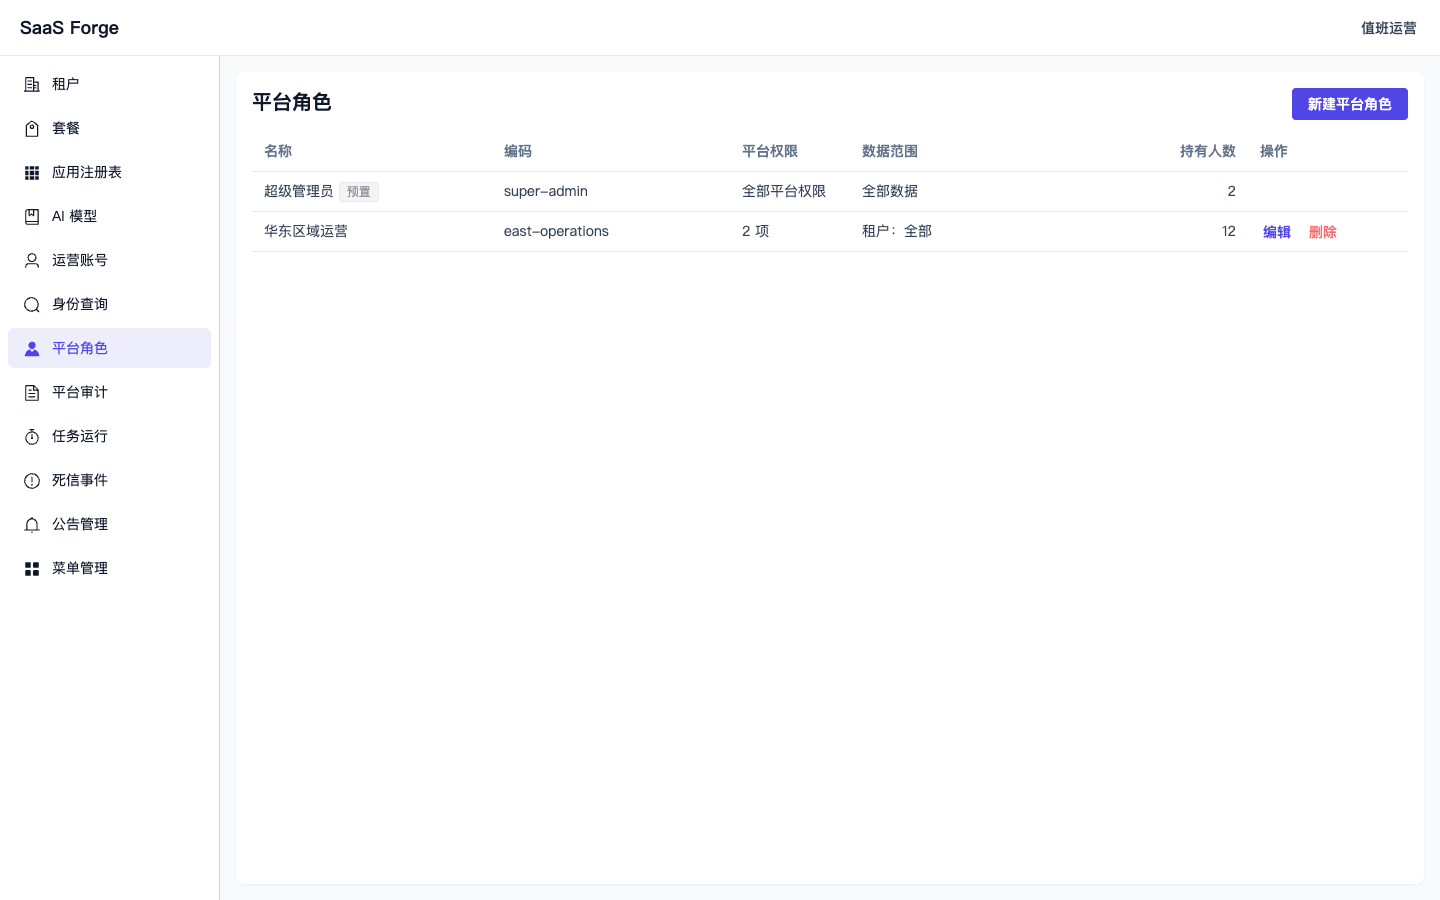 SaaS Forge
值班运营
租户
套餐
应用注册表
AI 模型
运营账号
身份查询
平台角色
平台审计
任务运行
死信事件
公告管理
菜单管理
平台角色
新建平台角色
名称 编码 平台权限 数据范围 持有人数 操作
超级管理员 预置 super-admin 全部平台权限 全部数据 2
华东区域运营 east-operations 2 项 租户：全部 12 编辑 删除